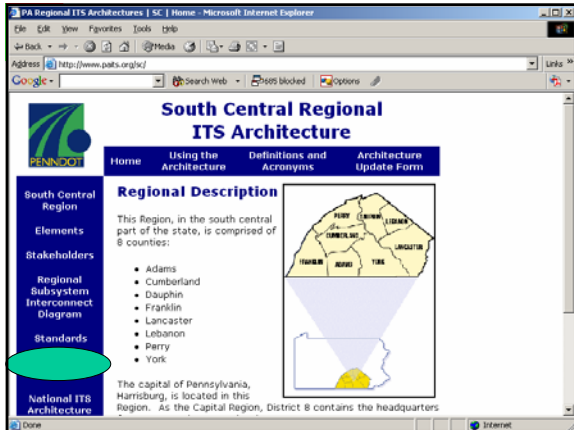 PA Regional ITS Architectures | SC | Home - Microsoft Internet Explorer
File Edit View Favorites Tools Help
Back Search Media
Address http://www.paits.org/sc/ Links »
Google Search Web 5685 blocked Options
South Central Regional
ITS Architecture
PENNDOT
Home
Using the
Architecture
Definitions and
Acronyms
Architecture
Update Form
South Central
Region
Elements
Stakeholders
Regional
Subsystem
Interconnect
Diagram
Standards
National ITS
Architecture
Regional Description
This Region, in the south central
part of the state, is comprised of
8 counties:
• Adams
• Cumberland
• Dauphin
• Franklin
• Lancaster
• Lebanon
• Perry
• York
The capital of Pennsylvania,
Harrisburg, is located in this
Region. As the Capital Region, District 8 contains the headquarters
PERRY
LEBANON
CUMBERLAND
LANCASTER
FRANKLIN
ADAMS
YORK
Done
Internet